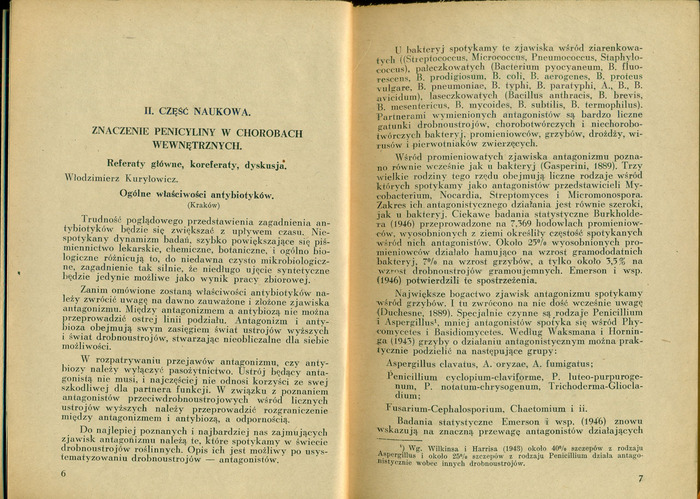 II. CZĘŚĆ NAUKOWA.
ZNACZENIE PENICYLINY W CHOROBACH
WEWNĘTRZNYCH.
Referaty główne, koreferaty, dyskusja.
Włodzimierz Kuryłowicz.
Ogólne właściwości antybiotyków.
(Kraków)
Trudność poglądowego przedstawienia zagadnienia an-
tybiotyków będzie się zwiększać z upływem czasu. Nie-
spotykany dynamizm badań, szybko powiększające się piś-
miennictwo lekarskie, chemiczne, botaniczne, i ogólno bio-
logiczne różnicują to, do niedawna czysto mikrobiologicz-
ne, zagadnienie tak silnie, że niedługo ujęcie syntetyczne
będzie jedynie możliwe jako wynik pracy zbiorowej.
Zanim omówione zostaną właściwości antybiotyków na-
leży zwrócić uwagę na dawno zauważone i złożone zjawiska
antagonizmu. Między antagonizmem a antybiozą nie można
przeprowadzić ostrej linii podziału. Antagonizm i anty-
bioza obejmują swym zasięgiem świat ustrojów wyższych
i świat drobnoustrojów, stwarzając nieobliczalne dla siebie
możliwości.
W rozpatrywaniu przejawów antagonizmu, czy anty-
biozy należy wyłączyć pasożytnictwo. Ustrój będący anta-
gonistą nie musi, i najczęściej nie odnosi korzyści ze swej
szkodliwej dla partnera funkcji. W związku z poznaniem
antagonistów przeciwdrobnoustrojowych wśród licznych
ustrojów wyższych należy przeprowadzić rozgraniczenie
między antagonizmem i antybiozą, a odpornością.
Do najlepiej poznanych i najbardziej nas zajmujących
zjawisk antagonizmu należą te, które spotykamy w świecie
drobnoustrojów roślinnych. Opis ich jest możliwy po usys-
tematyzowaniu drobnoustrojów — antagonistów.
6
U bakteryj spotykamy te zjawiska wśród ziarenkowa-
tych ((Streptococcus, Micrococcus, Pneumococcus, Staphylo-
coccus), pałeczkowatych (Bacterium pyocyaneum, B. fluo-
rescens, B. prodigiosum, B. coli, B. aerogenes, B. proteus
vulgare, B. pneumoniae, B. typhi, B. paratyphi, A., B., B.
avicidum), laseczkowatych (Bacillus anthracis, B. brevis,
B. mesentericus, B. mycoides, B. subtilis, B. termophilus).
Partnerami wymienionych antagonistów są bardzo liczne
gatunki drobnoustrojów, chorobotwórczych i niechorobo-
twórczych bakteryj, promieniowców, grzybów, drożdży, wi-
rusów i pierwotniaków zwierzęcych.
Wśród promieniowatych zjawiska antagonizmu pozna-
no równie wcześnie jak u bakteryj (Gasperini, 1889). Trzy
wielkie rodziny tego rzędu obejmują liczne rodzaje wśród
których spotykamy jako antagonistów przedstawicieli My-
cobacterium, Nocardia, Streptomyces i Micromonospora.
Zakres ich antagonistycznego działania jest równie szeroki,
jak u bakteryj. Ciekawe badania statystyczne Burkholde-
ra (1946) przeprowadzone na 7.369 hodowlach promieniow-
ców, wyosobnionych z ziemi określiły częstość spotykanych
wśród nich antagonistów. Około 25% wyosobnionych pro-
mieniowców działało hamująco na wzrost gramododatnich
bakteryj, 7% na wzrost grzybów, a tylko około 3,5 % na
wzrost drobnoustrojów gramoujemnych. Emerson i wsp.
(1946) potwierdzili te spostrzeżenia.
Największe bogactwo zjawisk antagonizmu spotykamy
wśród grzybów. I tu zwrócono na nie dość wcześnie uwagę
(Duchesne, 1889). Specjalnie czynne są rodzaje Penicillium
i Aspergillus¹, mniej antagonistów spotyka się wśród Phy-
comycetes i Basidiomycetes. Według Waksmana i Hornin-
ga (1943) grzyby o działaniu antagonistycznym można prak-
tycznie podzielić na następujące grupy:
Aspergillus clavatus, A. oryzae, A. fumigatus;
Penicillium cyclopium-claviforme, P. luteo-purpuroge-
num, P. notatum-chrysogenum, Trichoderma-Gliocla-
dium;
Fusarium-Cephalosporium, Chaetomium i ii.
Badania statystyczne Emerson i wsp. (1946) znowu
wskazują na znaczną przewagę antagonistów działających
¹) Wg. Wilkinsa i Harrisa (1943) około 40% szczepów z rodzaju
Aspergillus i około 25% szczepów z rodzaju Penicillium działa antago-
nistycznie wobec innych drobnoustrojów.
7